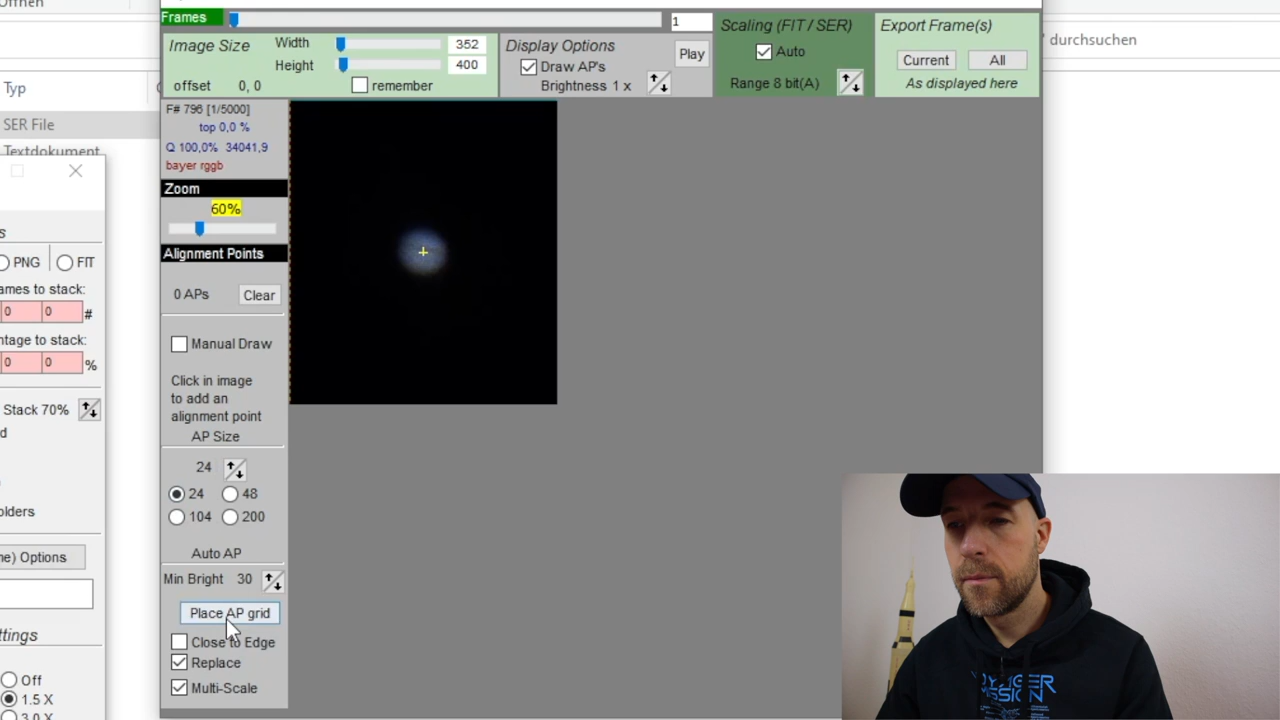 Öffnen
Typ
SER File
Textdokument
s
PNG
FIT
ames to stack:
0
0
#
ntage to stack:
0
0
%
Stack 70%
d
olders
ne) Options
ttings
Off
1.5 X
3.0 X
Frames
1
Image Size
Width
352
Height
400
offset
0, 0
remember
Display Options
Draw AP's
Brightness 1 x
Play
Scaling (FIT / SER)
Auto
Range 8 bit(A)
Export Frame(s)
Current
All
As displayed here
durchsuchen
F# 796 [1/5000]
top 0,0 %
Q 100,0% 34041,9
bayer rggb
Zoom
60%
Alignment Points
0 APs
Clear
Manual Draw
Click in image
to add an
alignment point
AP Size
24
24
48
104
200
Auto AP
Min Bright 30
Place AP grid
Close to Edge
Replace
Multi-Scale
VOYAGER
MISSION